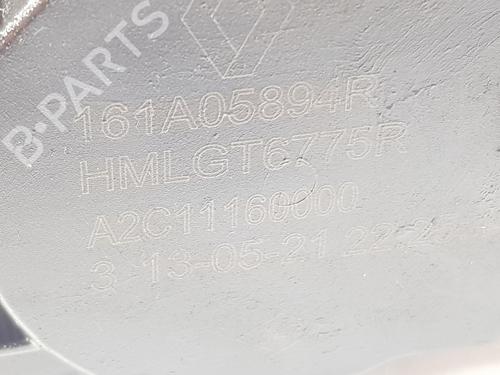 B-PARTS
161A05894R
HMLGT6775R
A2C11160000
3 13-05-21 22:25